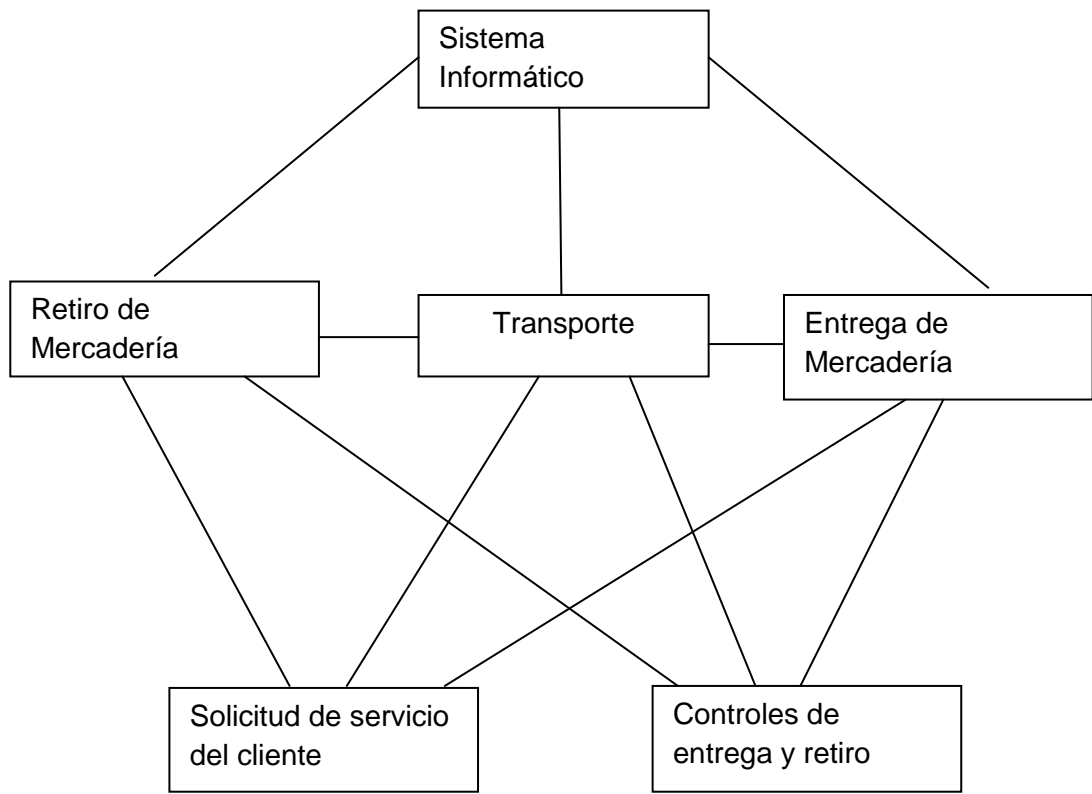 Sistema
Informático
Retiro de
Mercadería
Transporte
Entrega de
Mercadería
Solicitud de servicio
del cliente
Controles de
entrega y retiro